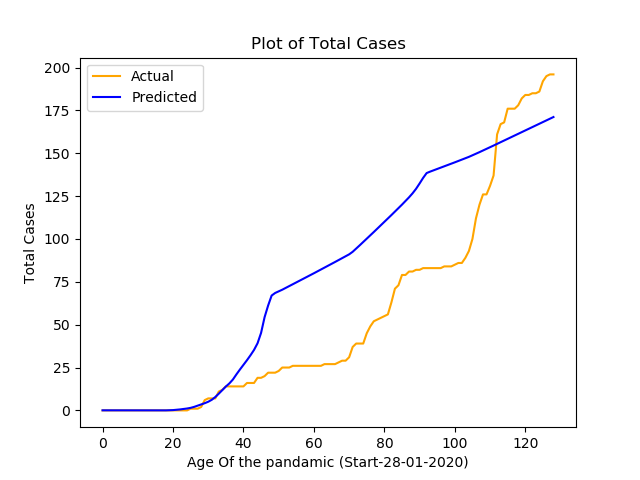 Plot of Total Cases
Actual
Predicted
200
175
150
125
100
75
50
25
0
Total Cases
0 20 40 60 80 100 120
Age Of the pandamic (Start-28-01-2020)